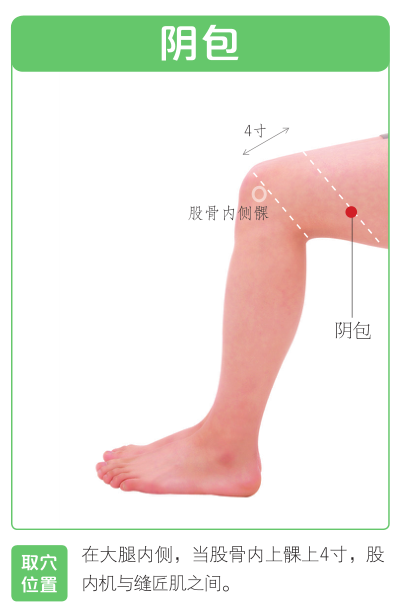 阴包
4寸
股骨内侧髁
阴包
取穴
位置
在大腿内侧，当股骨内上髁上4寸，股
内机与缝匠肌之间。